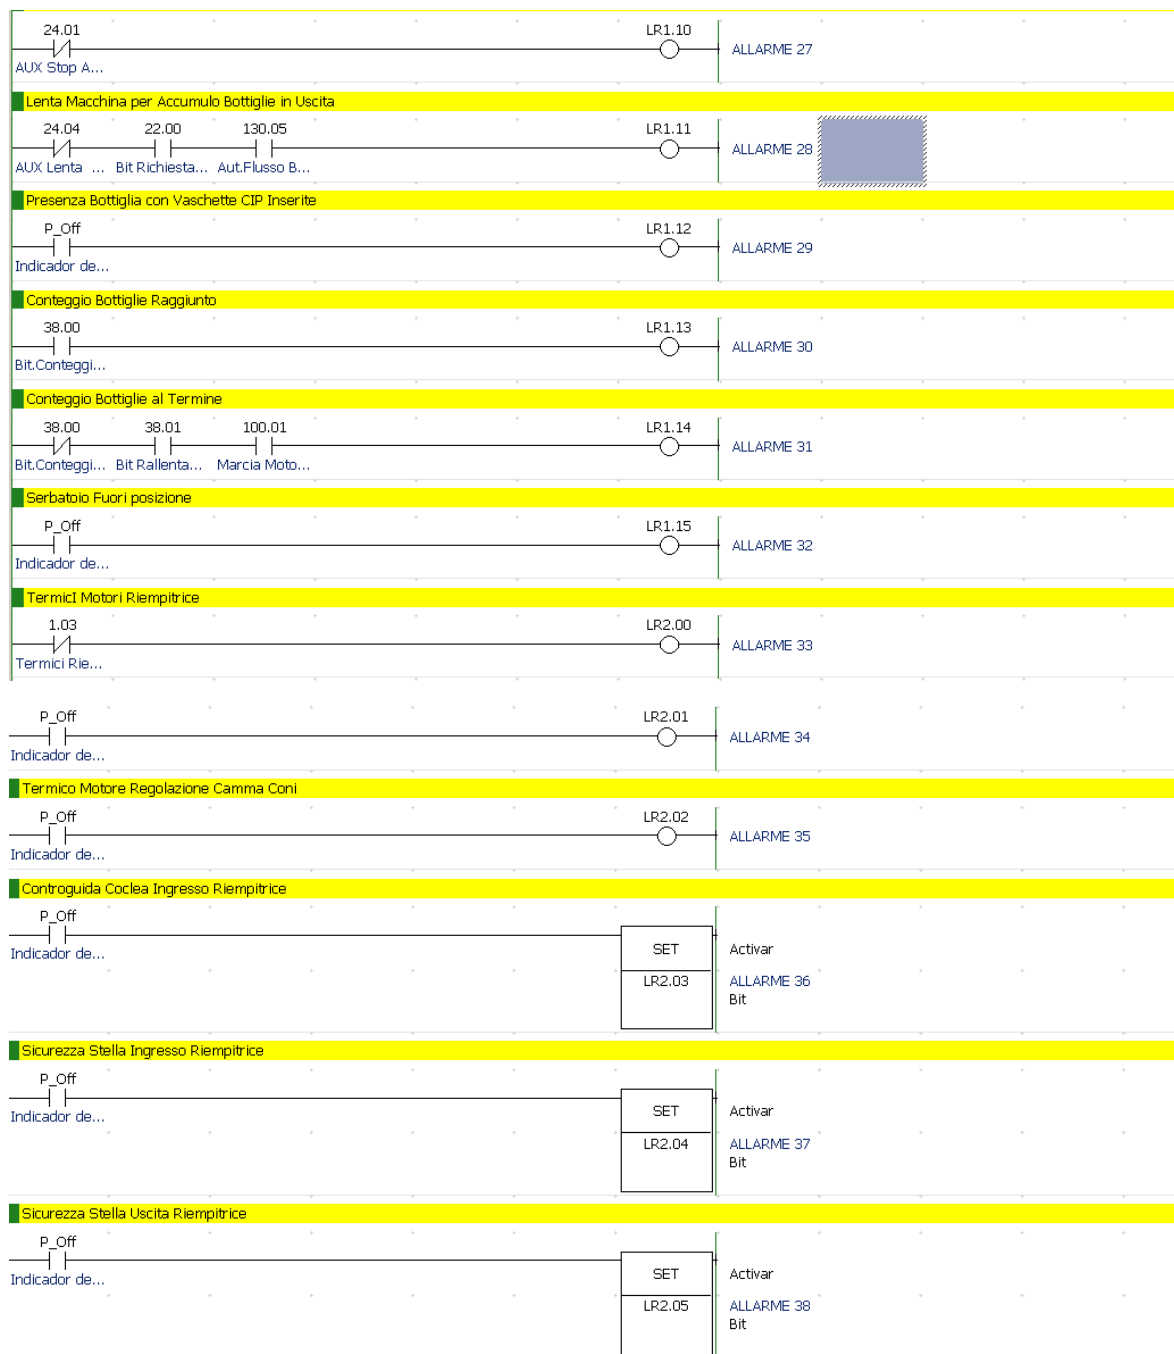 24.01 LR1.10
ALLARME 27
AUX Stop A...
Lenta Macchina per Accumulo Bottiglie in Uscita
24.04 22.00 130.05 LR1.11
ALLARME 28
AUX Lenta ... Bit Richiesta... Aut.Flusso B...
Presenza Bottiglia con Vaschette CIP Inserite
P_Off LR1.12
ALLARME 29
Indicador de...
Conteggio Bottiglie Raggiunto
38.00 LR1.13
ALLARME 30
Bit.Conteggi...
Conteggio Bottiglie al Termine
38.00 38.01 100.01 LR1.14
ALLARME 31
Bit.Conteggi... Bit Rallenta... Marcia Moto...
Serbatoio Fuori posizione
P_Off LR1.15
ALLARME 32
Indicador de...
TermicI Motori Riempitrice
1.03 LR2.00
ALLARME 33
Termici Rie...
P_Off LR2.01
ALLARME 34
Indicador de...
Termico Motore Regolazione Camma Coni
P_Off LR2.02
ALLARME 35
Indicador de...
Controguida Coclea Ingresso Riempitrice
P_Off
Indicador de... SET Activar
LR2.03 ALLARME 36
Bit
Sicurezza Stella Ingresso Riempitrice
P_Off
Indicador de... SET Activar
LR2.04 ALLARME 37
Bit
Sicurezza Stella Uscita Riempitrice
P_Off
Indicador de... SET Activar
LR2.05 ALLARME 38
Bit